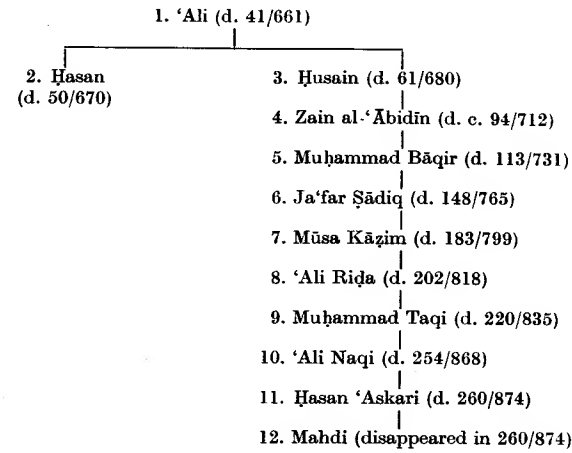 1. ‘Ali (d. 41/661)
2. Ḥasan
(d. 50/670)
3. Ḥusain (d. 61/680)
4. Zain al-‘Ābidīn (d. c. 94/712)
5. Muḥammad Bāqir (d. 113/731)
6. Ja‘far Ṣādiq (d. 148/765)
7. Mūsa Kāẓim (d. 183/799)
8. ‘Ali Riḍa (d. 202/818)
9. Muḥammad Taqi (d. 220/835)
10. ‘Ali Naqi (d. 254/868)
11. Ḥasan ‘Askari (d. 260/874)
12. Mahdi (disappeared in 260/874)